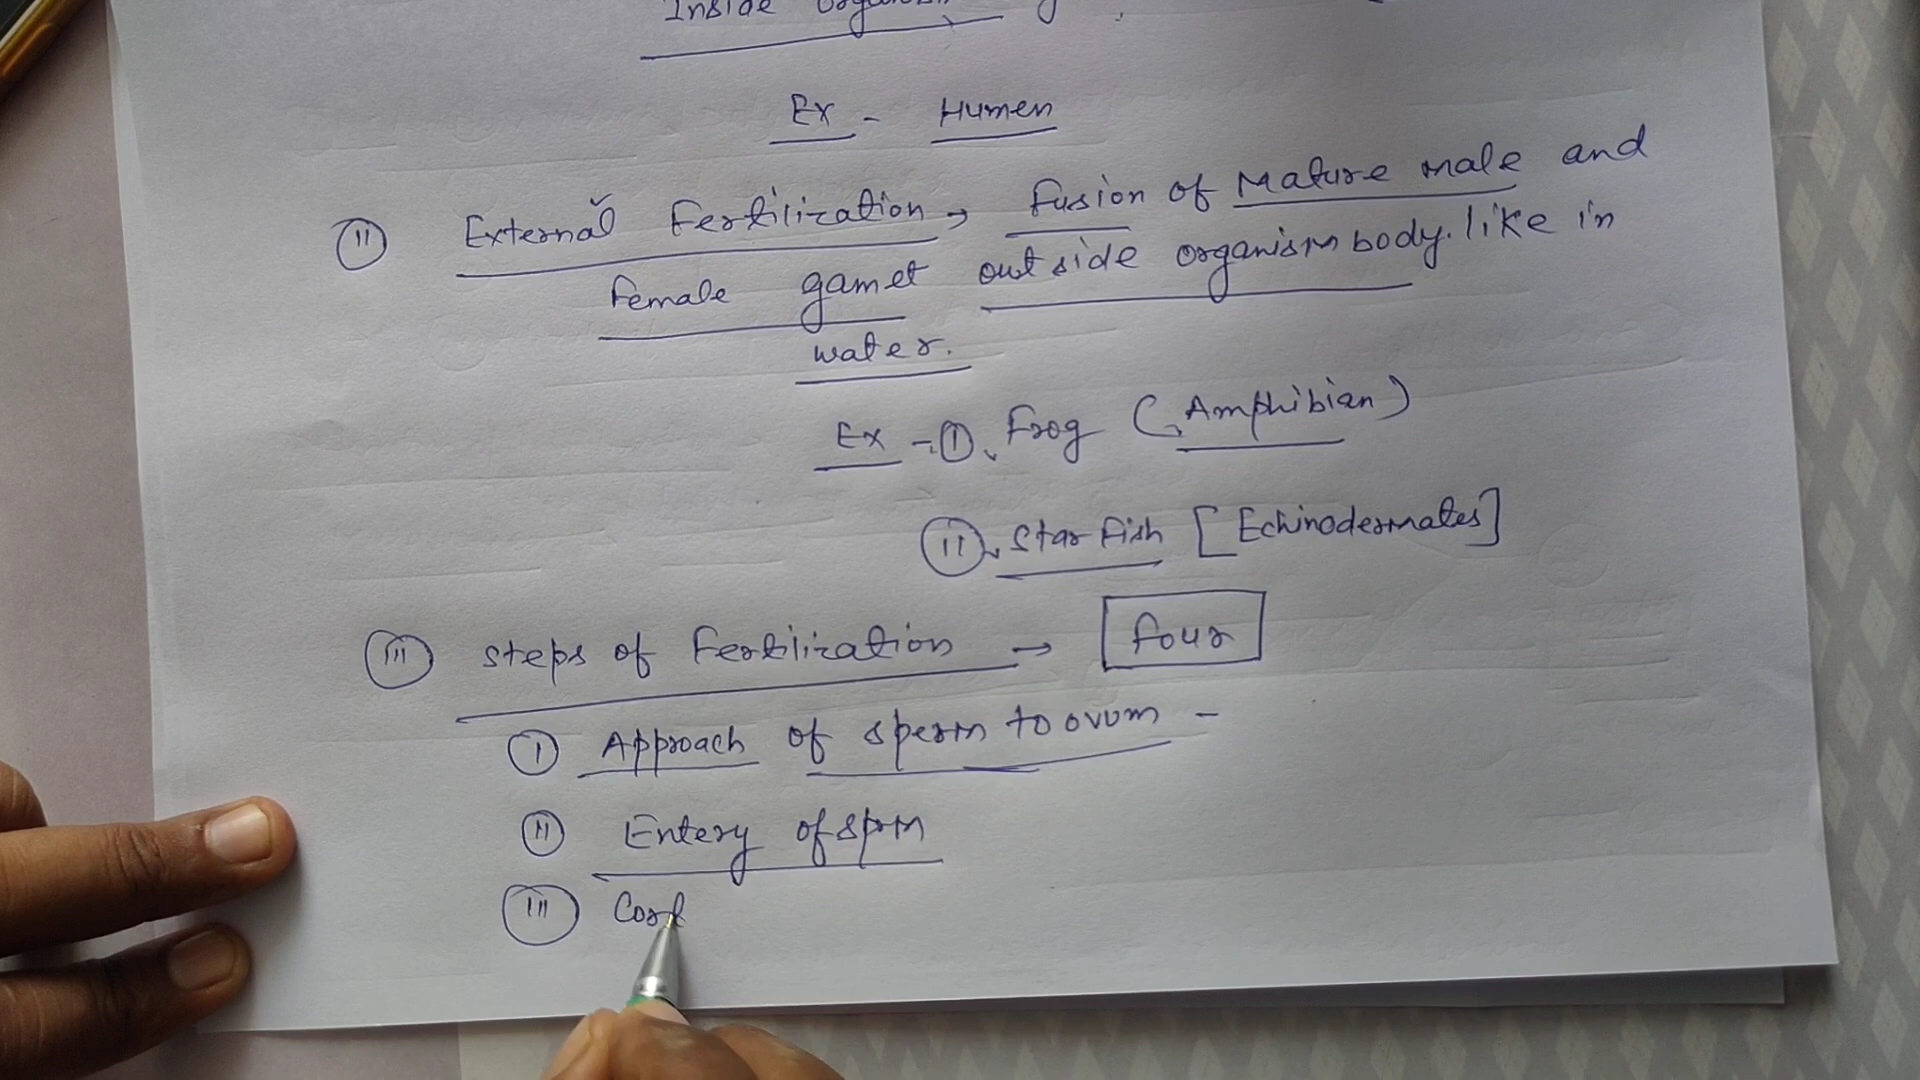 Inside
Ex - Humen
(II) External Fertilization → fusion of Mature male and
female gamet outside organism body. like in
water.
Ex - (I). Frog (Amphibian)
(II). Star fish [Echinodermates]
(III) steps of Fertilization → four
(I) Approach of sperm to ovum -
(II) Entery of sprm
(III) Cort